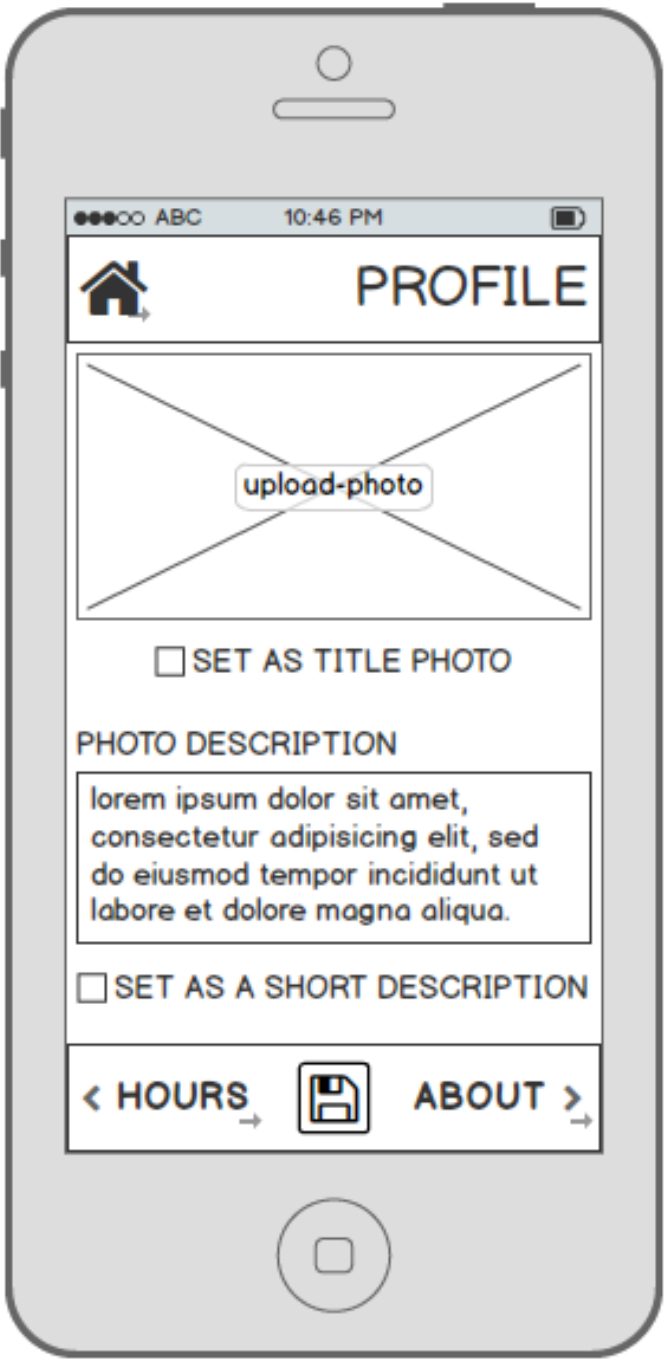 ABC 10:46 PM
PROFILE
upload-photo
SET AS TITLE PHOTO
PHOTO DESCRIPTION
lorem ipsum dolor sit amet,
consectetur adipisicing elit, sed
do eiusmod tempor incididunt ut
labore et dolore magna aliqua.
SET AS A SHORT DESCRIPTION
< HOURS ABOUT >